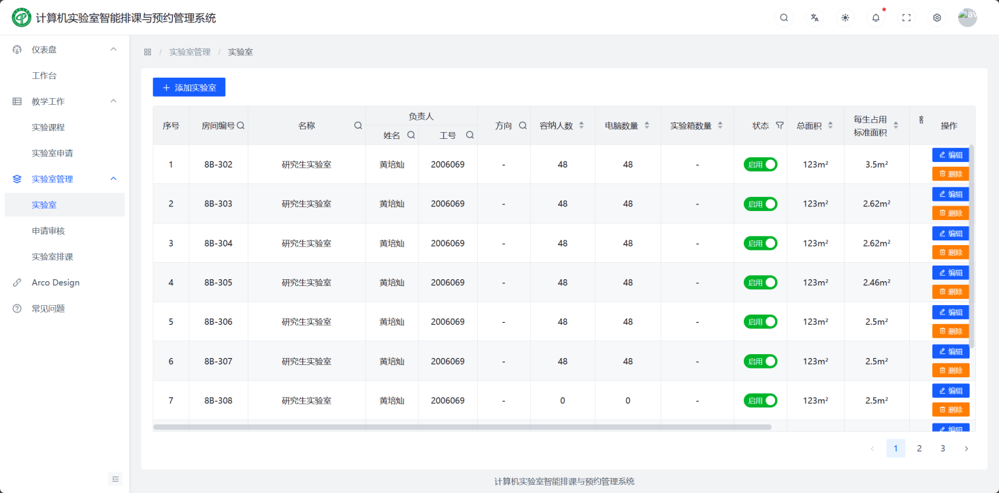 计算机实验室智能排课与预约管理系统
仪表盘
工作台
教学工作
实验课程
实验室申请
实验室管理
实验室
申请审核
实验室排课
Arco Design
常见问题
/ 实验室管理 / 实验室
+ 添加实验室
序号 房间编号 名称 负责人 姓名 工号 方向 容纳人数 电脑数量 实验箱数量 状态 总面积 每生占用标准面积 操作
1 8B-302 研究生实验室 黄培灿 2006069 - 48 48 - 启用 123m² 3.5m² 编辑 删除
2 8B-303 研究生实验室 黄培灿 2006069 - 48 48 - 启用 123m² 2.62m² 编辑 删除
3 8B-304 研究生实验室 黄培灿 2006069 - 48 48 - 启用 123m² 2.62m² 编辑 删除
4 8B-305 研究生实验室 黄培灿 2006069 - 48 48 - 启用 123m² 2.46m² 编辑 删除
5 8B-306 研究生实验室 黄培灿 2006069 - 48 48 - 启用 123m² 2.5m² 编辑 删除
6 8B-307 研究生实验室 黄培灿 2006069 - 48 48 - 启用 123m² 2.5m² 编辑 删除
7 8B-308 研究生实验室 黄培灿 2006069 - 0 0 - 启用 123m² 2.5m² 编辑 删除
编辑
1 2 3
计算机实验室智能排课与预约管理系统